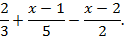 2/3 + (x − 1)/5 − (x − 2)/2.